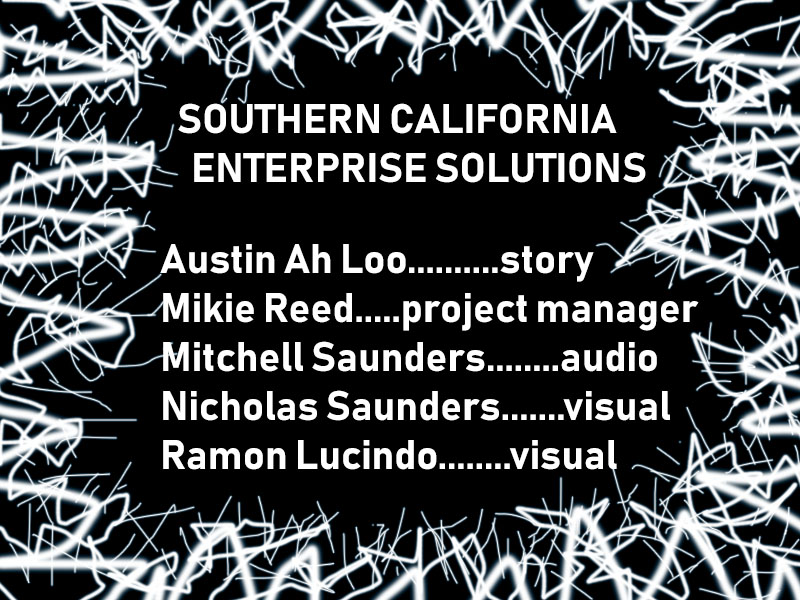 SOUTHERN CALIFORNIA
ENTERPRISE SOLUTIONS
Austin Ah Loo..........story
Mikie Reed.....project manager
Mitchell Saunders........audio
Nicholas Saunders.......visual
Ramon Lucindo........visual